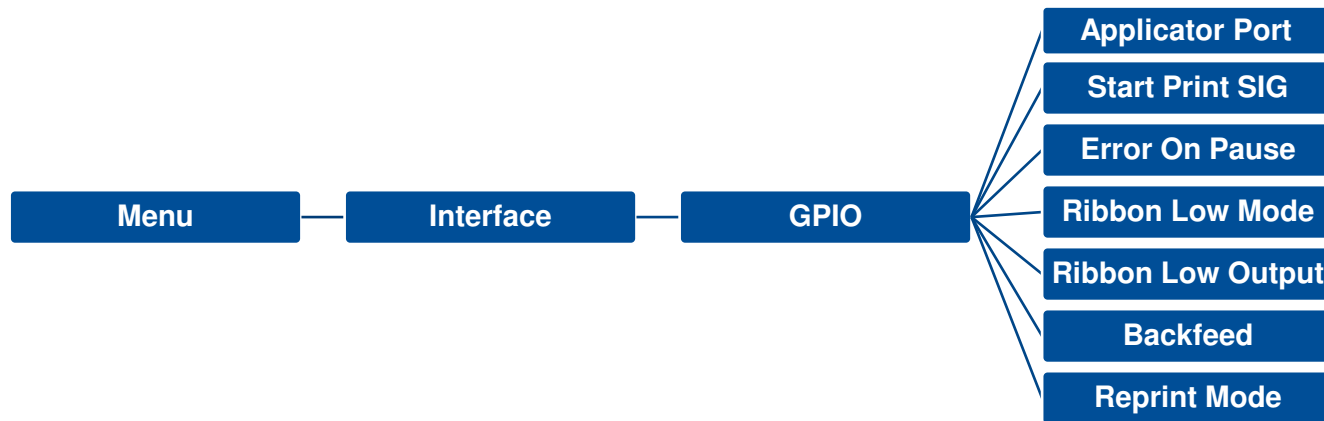 Menu
Interface
GPIO
Applicator Port
Start Print SIG
Error On Pause
Ribbon Low Mode
Ribbon Low Output
Backfeed
Reprint Mode